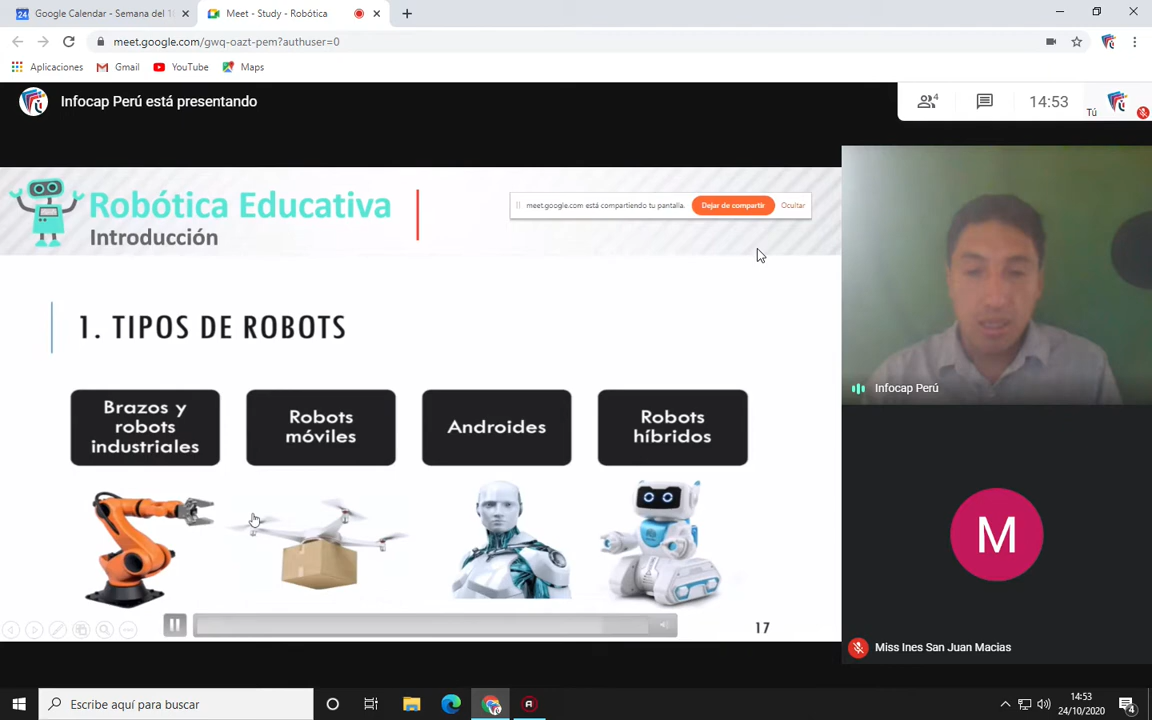 Google Calendar - Semana del 1
Meet - Study - Robótica
meet.google.com/gwq-oazt-pem?authuser=0
Aplicaciones
Gmail
YouTube
Maps
Infocap Perú está presentando
4
14:53
Tú
Robótica Educativa
Introducción
meet.google.com está compartiendo tu pantalla.
Dejar de compartir
Ocultar
1. TIPOS DE ROBOTS
Brazos y
robots
industriales
Robots
móviles
Androides
Robots
híbridos
Infocap Perú
M
17
Miss Ines San Juan Macias
Escribe aquí para buscar
14:53
24/10/2020
4